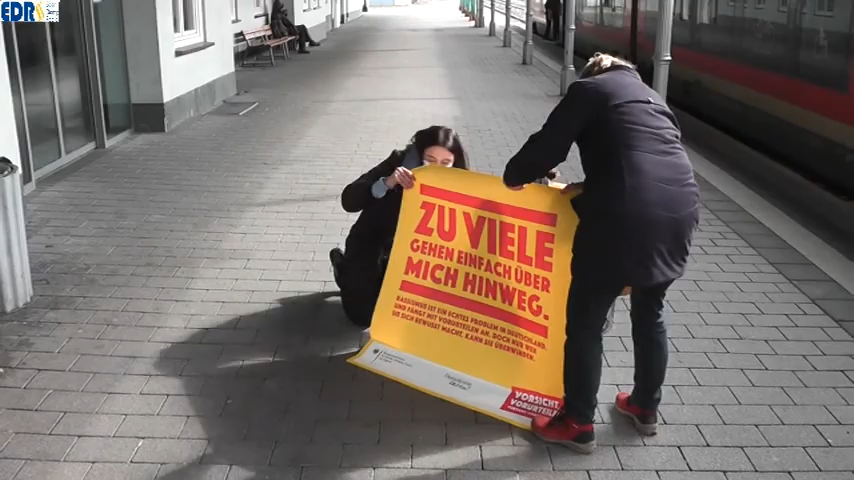 EDR
ZU VIELE
GEHEN EINFACH ÜBER
MICH HINWEG.
RASSISMUS IST EIN ECHTES PROBLEM IN DEUTSCHLAND
UND FÄNGT MIT VORURTEILEN AN. DOCH NUR WER
SIE SICH BEWUSST MACHT, KANN SIE ÜBERWINDEN.
VORSICHT,
VORURTEILE!